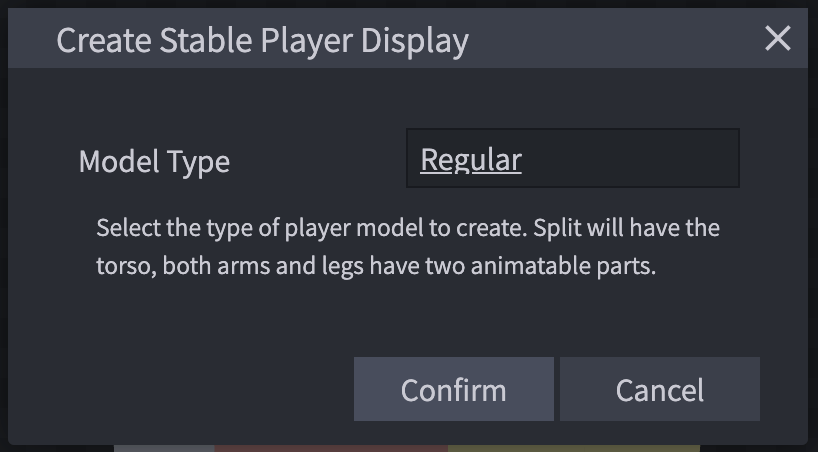 Create Stable Player Display
Model Type
Regular
Select the type of player model to create. Split will have the
torso, both arms and legs have two animatable parts.
Confirm
Cancel